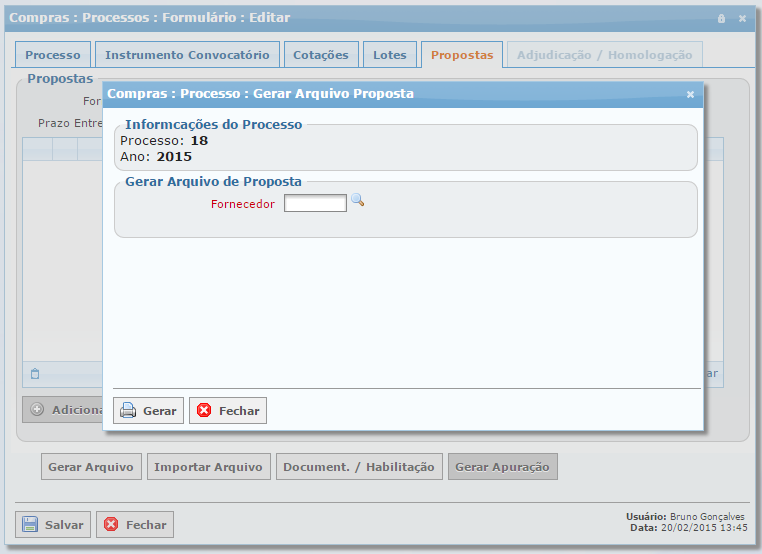 Compras : Processos : Formulário : Editar
Processo Instrumento Convocatório Cotações Lotes Propostas Adjudicação / Homologação
Propostas
Compras : Processo : Gerar Arquivo Proposta
For
Prazo Entre
Informcações do Processo
Processo: 18
Ano: 2015
Gerar Arquivo de Proposta
Fornecedor
ar
Gerar Fechar
Adiciona
Gerar Arquivo Importar Arquivo Document. / Habilitação Gerar Apuração
Salvar Fechar
Usuário: Bruno Gonçalves
Data: 20/02/2015 13:45